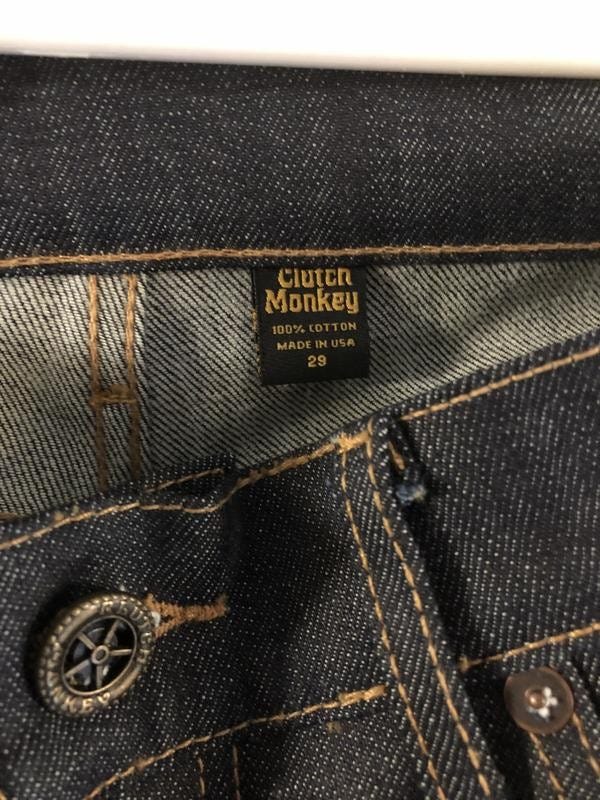 Clutch
Monkey
100% COTTON
MADE IN USA
29